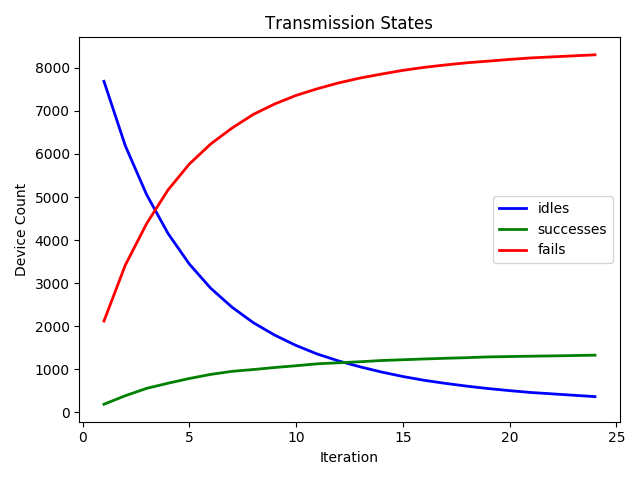 Transmission States
Device Count
8000
7000
6000
5000
4000
3000
2000
1000
0
idles
successes
fails
0 5 10 15 20 25
Iteration